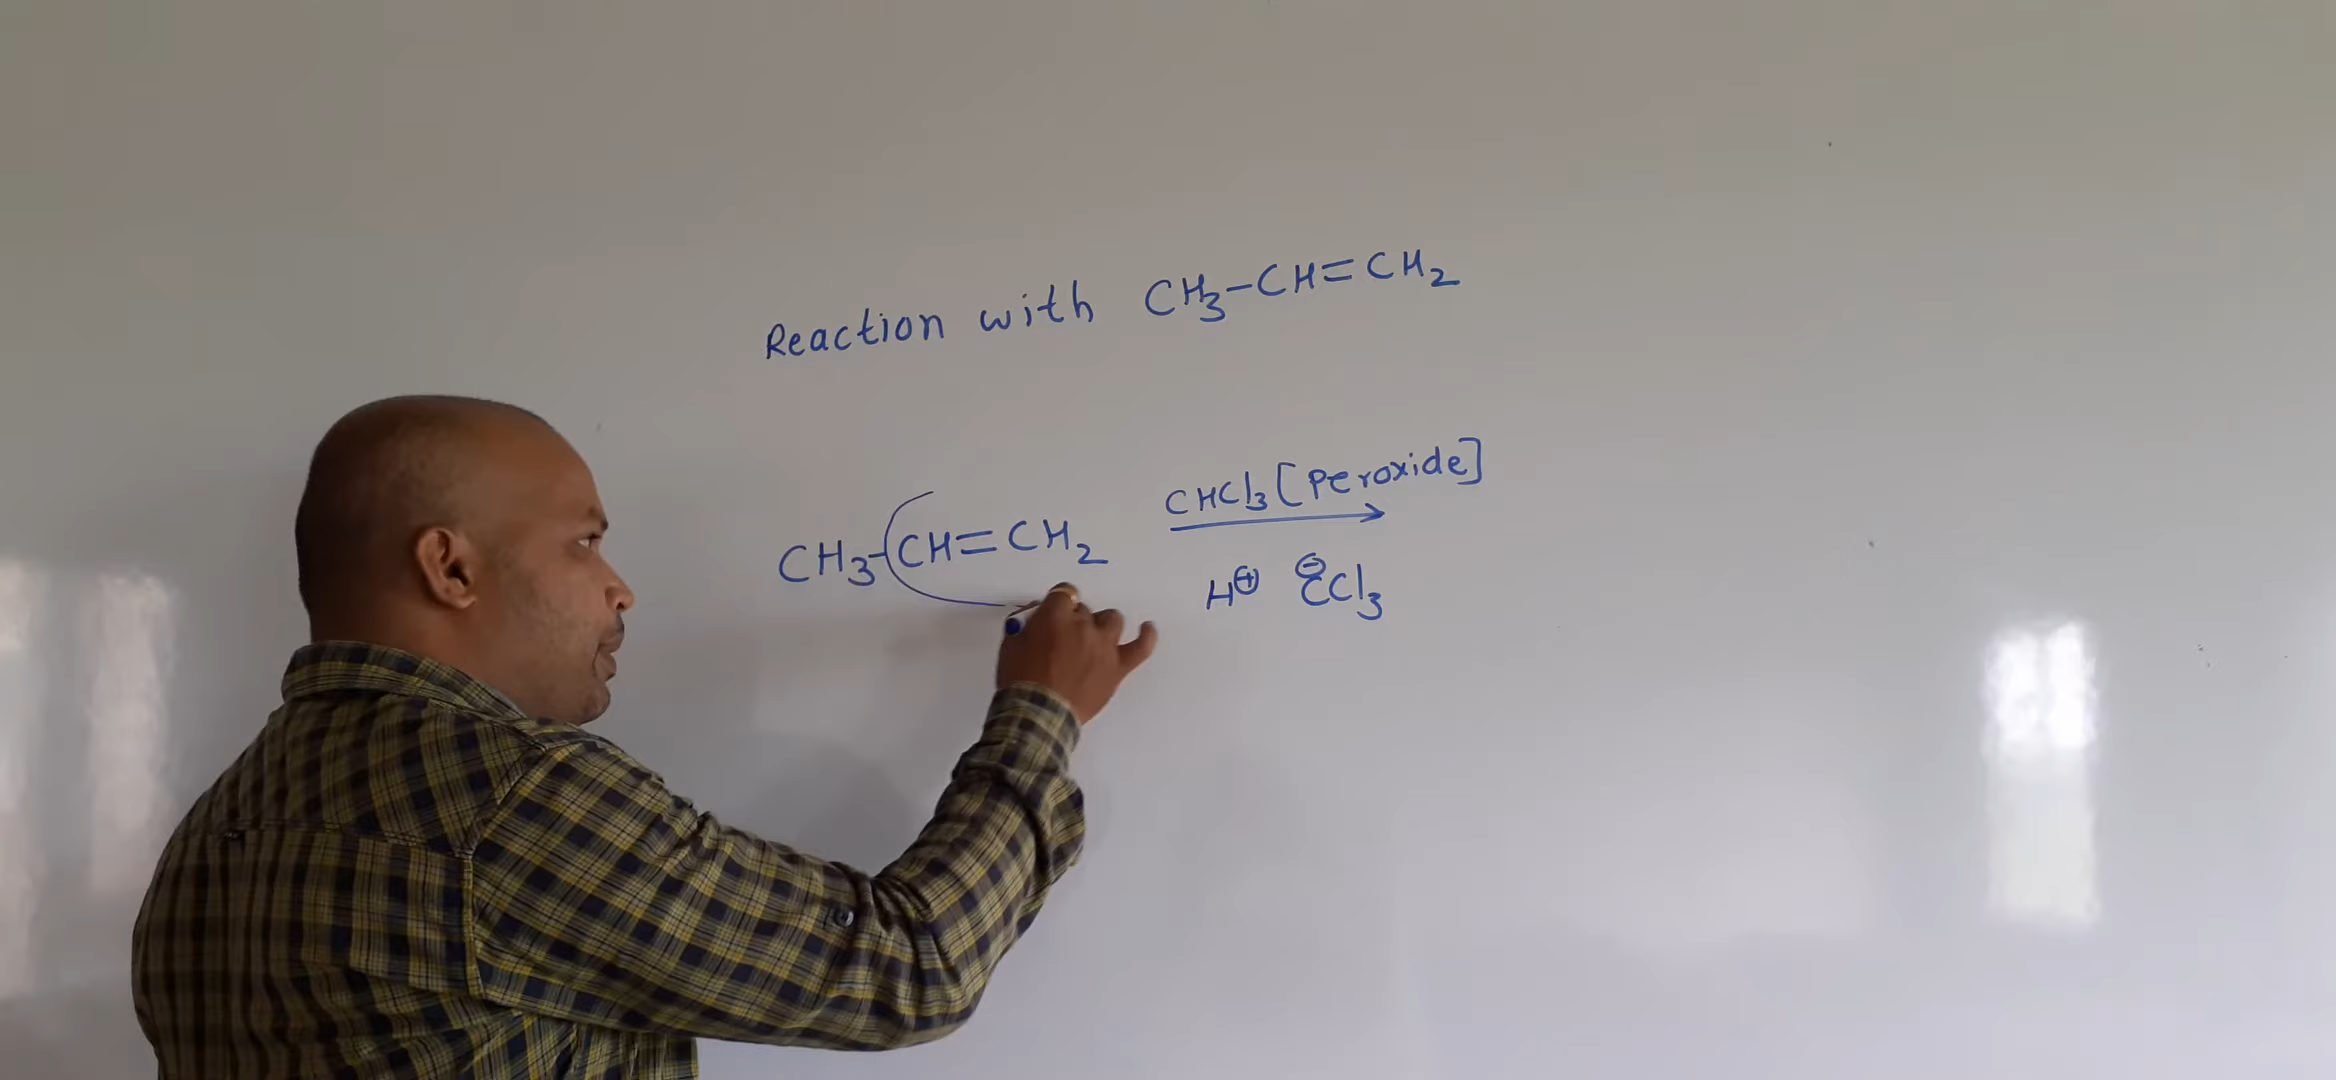 Reaction with CH₃-CH=CH₂
CHCl₃ [Peroxide]
CH₃-CH=CH₂ ⟶
H⊕ ⊖CCl₃